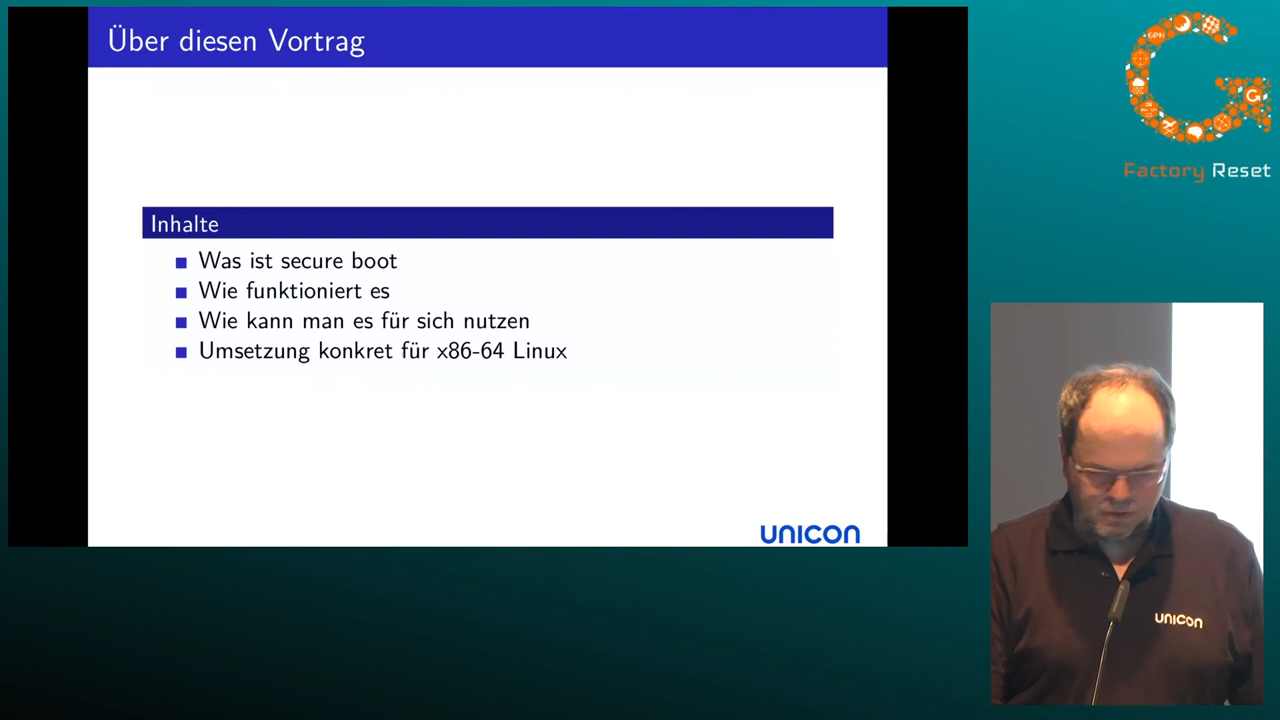 Über diesen Vortrag
Inhalte
Was ist secure boot
Wie funktioniert es
Wie kann man es für sich nutzen
Umsetzung konkret für x86-64 Linux
UNICON
Factory Reset
UNICON